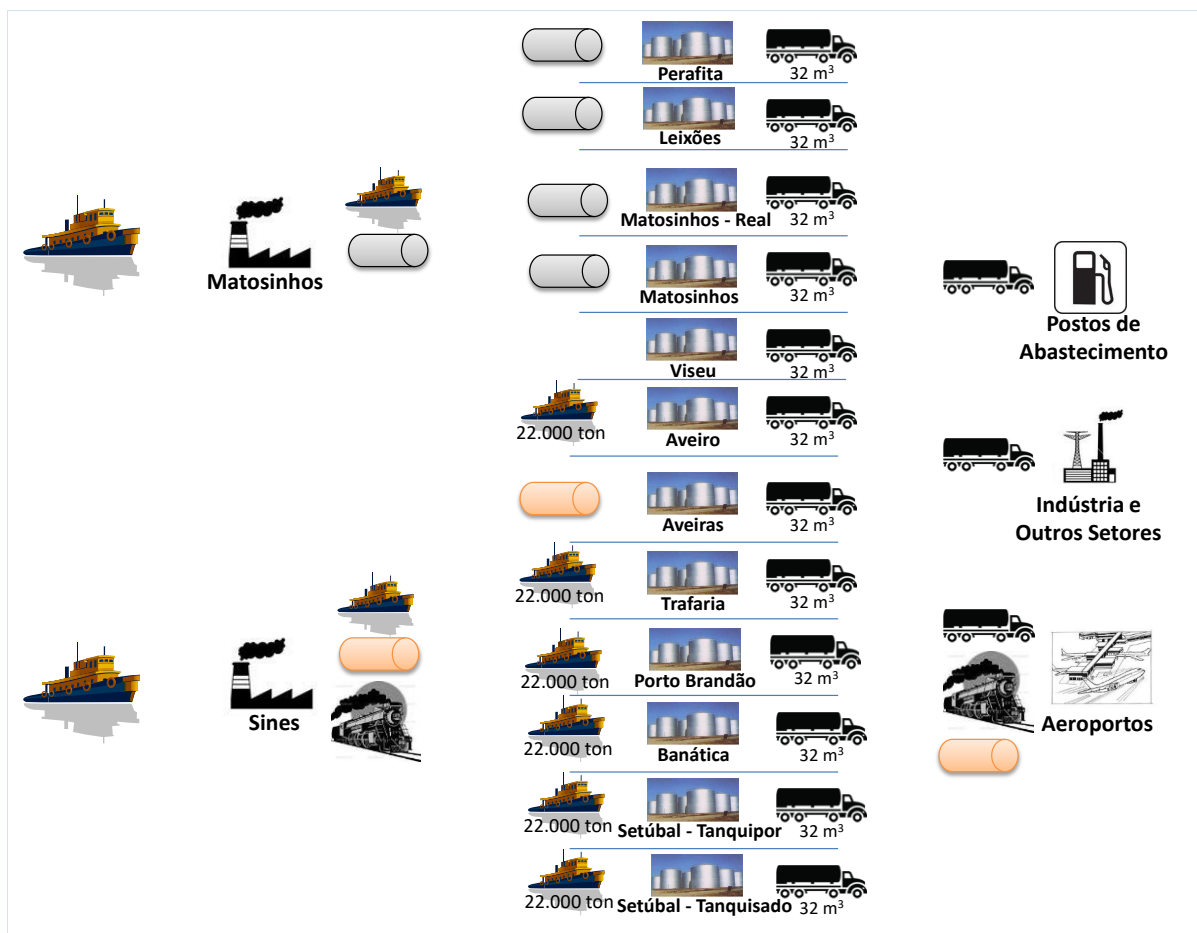 Perafita
32 m³
Leixões
32 m³
Matosinhos - Real
32 m³
Matosinhos
Matosinhos
32 m³
Postos de
Abastecimento
Viseu
32 m³
22.000 ton
Aveiro
32 m³
Indústria e
Outros Setores
Aveiras
32 m³
22.000 ton
Trafaria
32 m³
22.000 ton
Porto Brandão
32 m³
Sines
Aeroportos
22.000 ton
Banática
32 m³
22.000 ton
Setúbal - Tanquipor
32 m³
22.000 ton
Setúbal - Tanquisado
32 m³